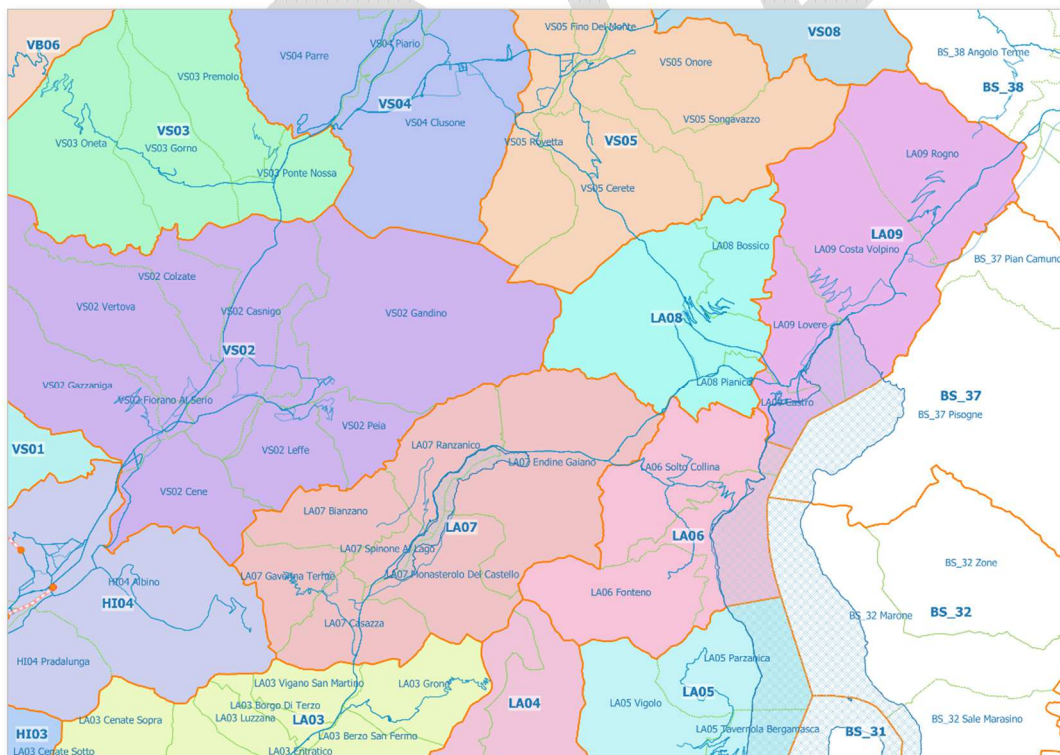 VB06
VS04 Parre
VS04 Piario
VS05 Fino Del Monte
VS08
BS_38 Angolo Terme
VS05 Onore
VS03 Premolo
BS_38
VS04
VS03
VS04 Clusone
VS05 Songavazzo
VS03 Oneta
VS03 Gorno
VS05 Rovetta
VS05
LA09 Rogno
VS03 Ponte Nossa
VS05 Cerete
LA09
LA08 Bossico
LA09 Costa Volpino
BS_37 Pian Camuno
VS02 Colzate
VS02 Vertova
VS02 Casnigo
VS02 Gandino
LA08
LA09 Lovere
VS02
VS02 Gazzaniga
LA08 Pianico
VS02 Fiorano Al Serio
LA09 Castro
BS_37
BS_37 Pisogne
VS02 Peia
VS01
VS02 Leffe
LA07 Ranzanico
LA07 Endine Gaiano
LA06 Solto Collina
VS02 Cene
LA07 Bianzano
LA07
LA06
LA07 Spinone Al Lago
BS_32 Zone
LA07 Gaverina Terme
LA07 Monasterolo Del Castello
HI04 Albino
LA06 Fonteno
HI04
BS_32
BS_32 Marone
LA07 Casazza
HI04 Pradalunga
LA05 Parzanica
LA03 Vigano San Martino
LA03 Grone
LA05
LA03 Borgo Di Terzo
LA04
LA05 Vigolo
LA03 Luzzana
LA03
LA03 Cenate Sopra
BS_32 Sale Marasino
LA05 Tavernola Bergamasca
BS_31
HI03
LA03 Berzo San Fermo
LA03 Cenate Sotto
LA03 Entratico